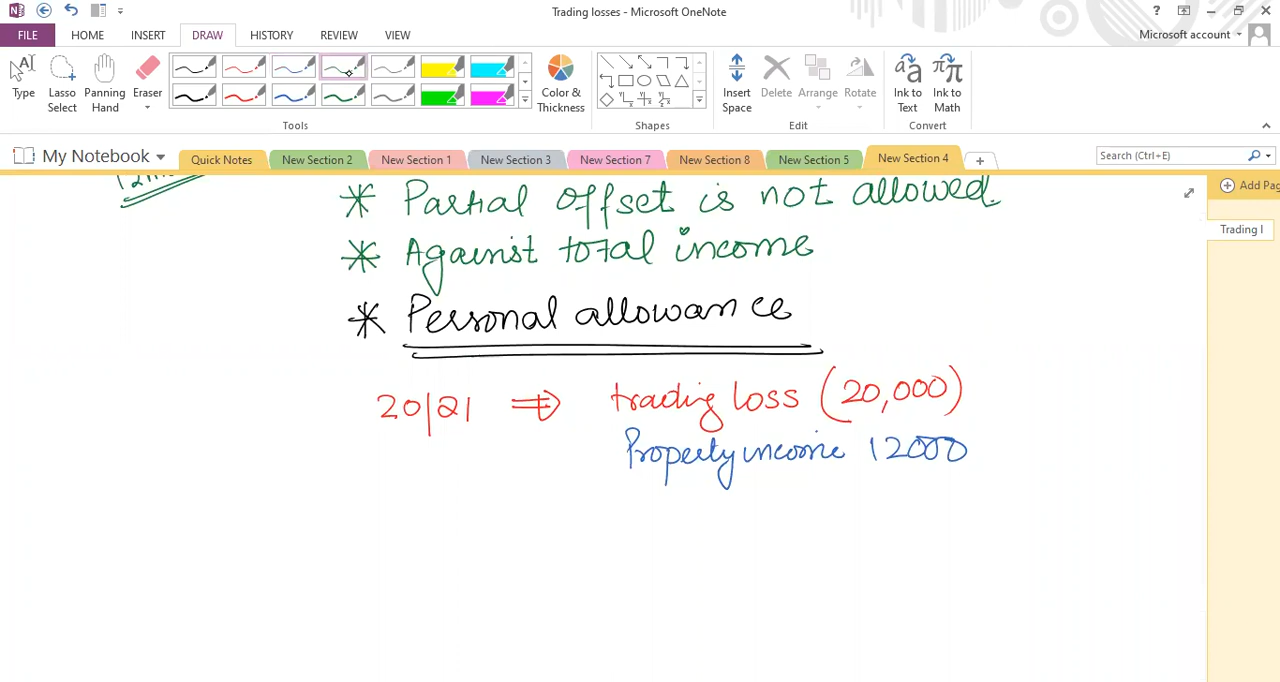 Trading losses - Microsoft OneNote
?
FILE HOME INSERT DRAW HISTORY REVIEW VIEW
Microsoft account
Type
Lasso Select
Panning Hand
Eraser
Color & Thickness
Insert Space
Delete
Arrange
Rotate
Ink to Text
Ink to Math
Tools
Shapes
Edit
Convert
My Notebook
Quick Notes New Section 2 New Section 1 New Section 3 New Section 7 New Section 8 New Section 5 New Section 4
Search (Ctrl+E)
Add Pag
Trading l
* Partial offset is not allowed.
* Against total income
* Personal allowance
20/21 ⇒ trading loss (20,000)
Property income 12000